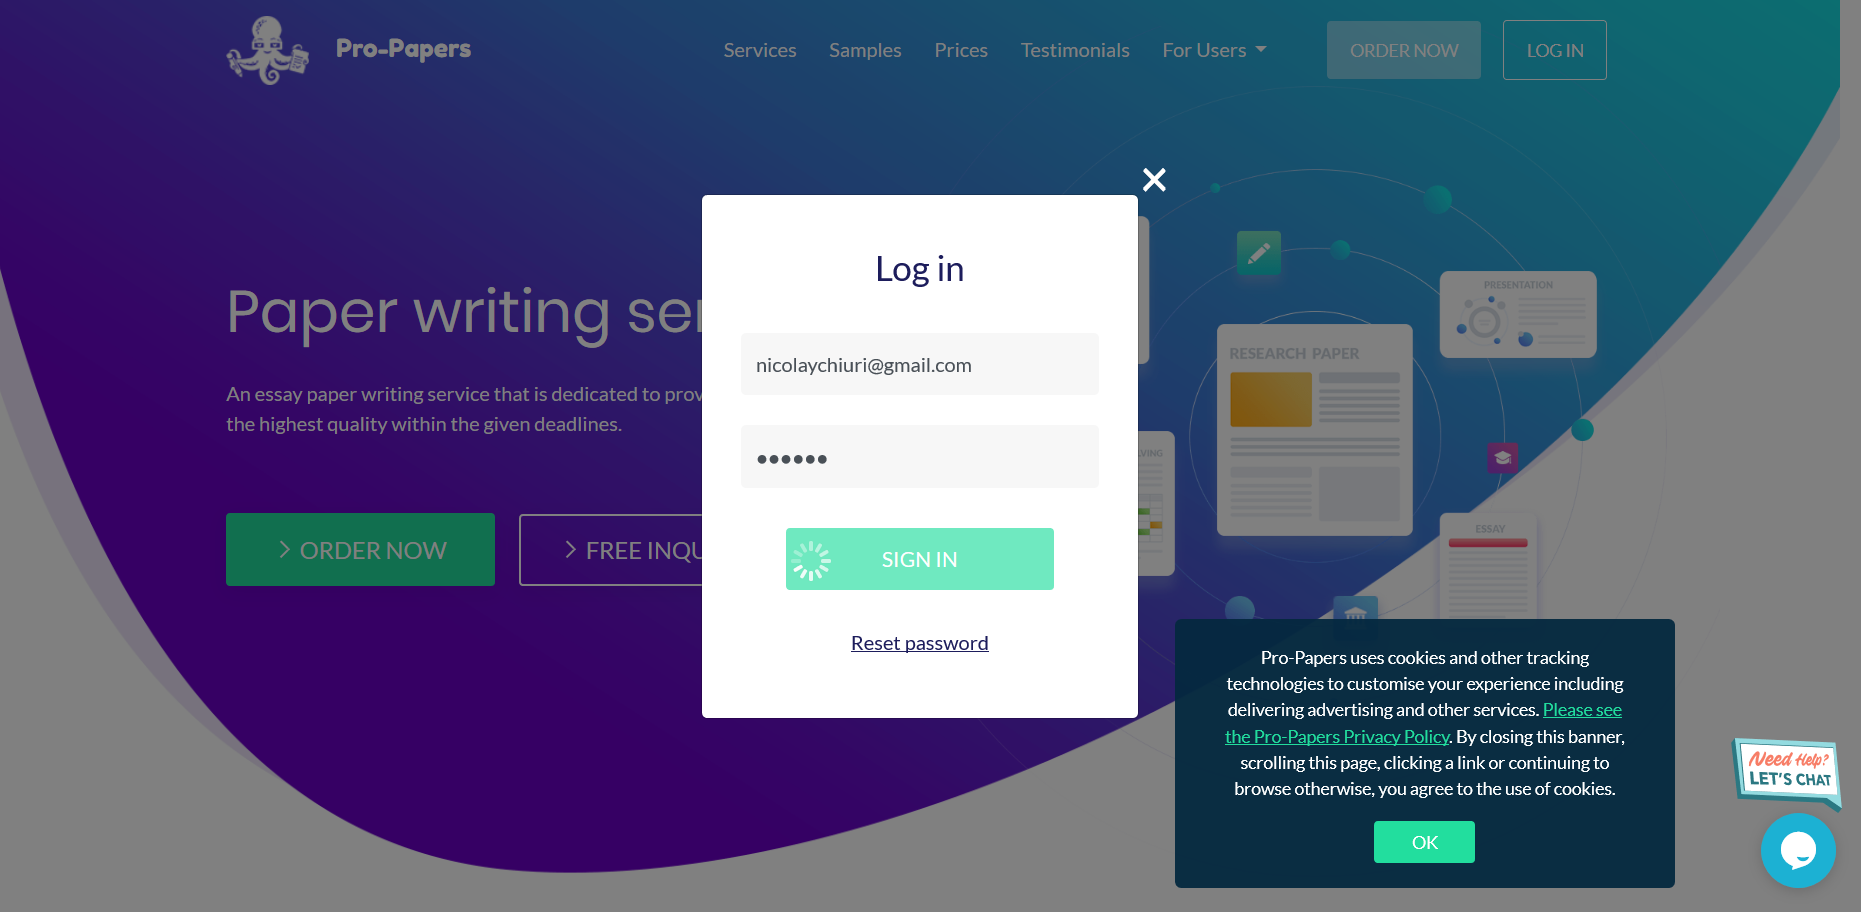 Pro-Papers
Services
Samples
Prices
Testimonials
For Users
ORDER NOW
LOG IN
Paper writing ser
An essay paper writing service that is dedicated to prov
the highest quality within the given deadlines.
ORDER NOW
FREE INQU
Log in
nicolaychiuri@gmail.com
••••••
SIGN IN
Reset password
PRESENTATION
RESEARCH PAPER
LVING
ESSAY
Pro-Papers uses cookies and other tracking
technologies to customise your experience including
delivering advertising and other services. Please see
the Pro-Papers Privacy Policy. By closing this banner,
scrolling this page, clicking a link or continuing to
browse otherwise, you agree to the use of cookies.
OK
Need Help?
LET'S CHAT